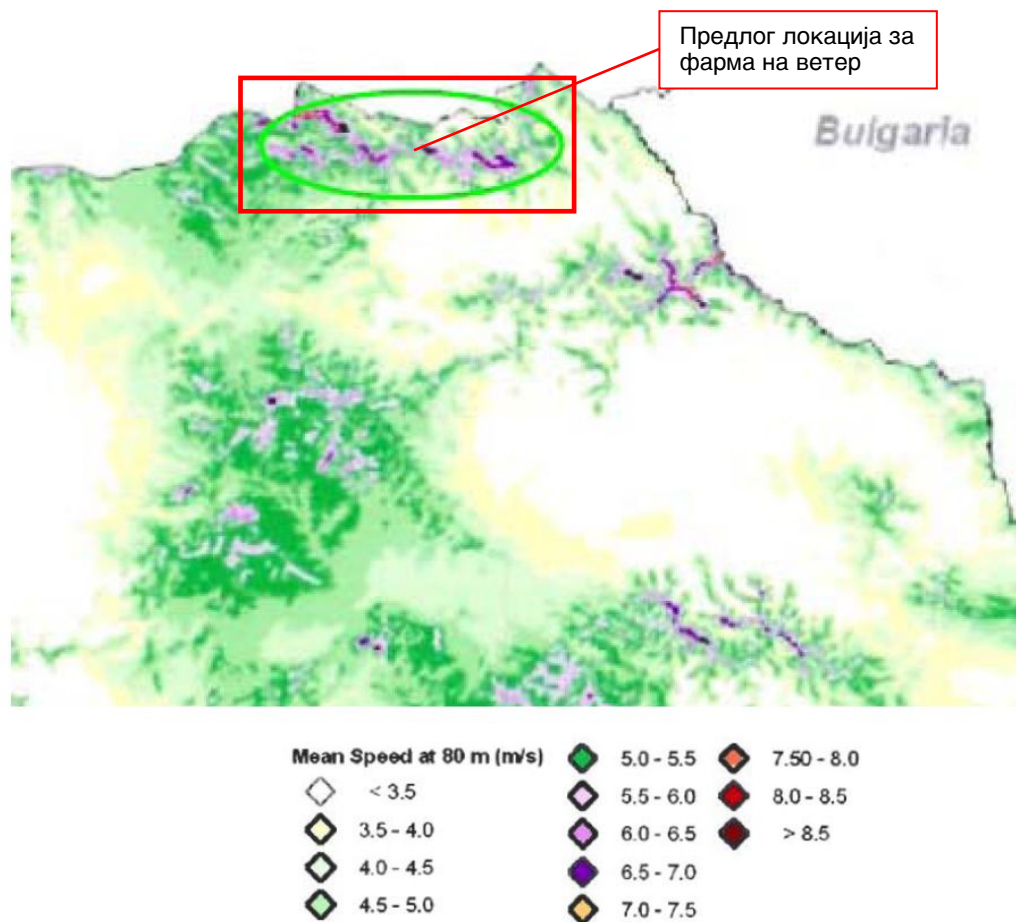 Предлог локација за
фарма на ветер
Bulgaria
Mean Speed at 80 m (m/s)
< 3.5
3.5 - 4.0
4.0 - 4.5
4.5 - 5.0
5.0 - 5.5
5.5 - 6.0
6.0 - 6.5
6.5 - 7.0
7.0 - 7.5
7.50 - 8.0
8.0 - 8.5
> 8.5